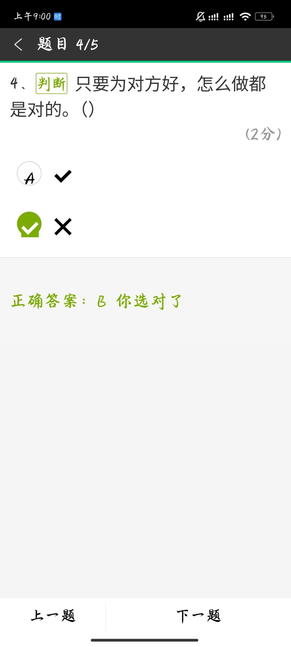 上午9:00
95
题目 4/5
4、判断 只要为对方好，怎么做都
是对的。()
(2分)
A ✓
✓ ✕
正确答案：B 你选对了
上一题 下一题